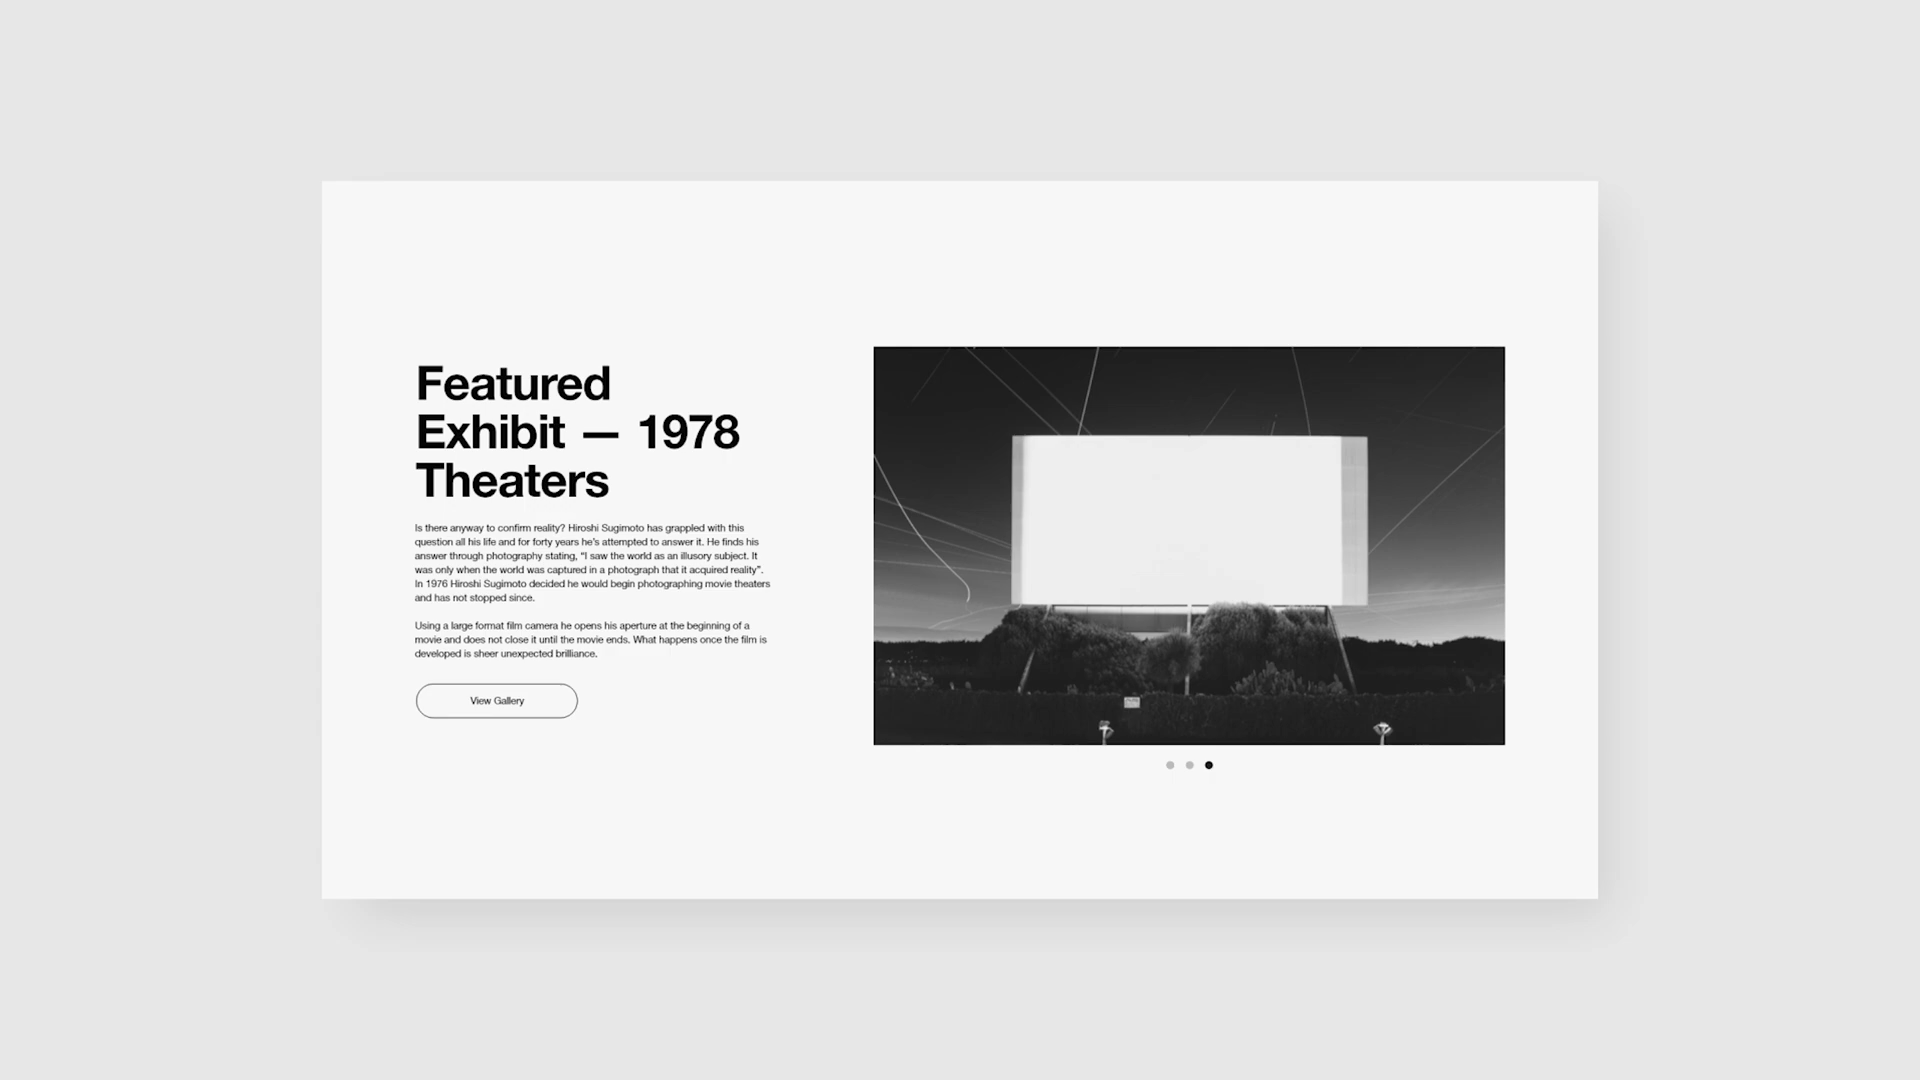 Featured
Exhibit — 1978
Theaters
Is there anyway to confirm reality? Hiroshi Sugimoto has grappled with this
question all his life and for forty years he's attempted to answer it. He finds his
answer through photography stating, “I saw the world as an illusory subject. It
was only when the world was captured in a photograph that it acquired reality”.
In 1976 Hiroshi Sugimoto decided he would begin photographing movie theaters
and has not stopped since.
Using a large format film camera he opens his aperture at the beginning of a
movie and does not close it until the movie ends. What happens once the film is
developed is sheer unexpected brilliance.
View Gallery